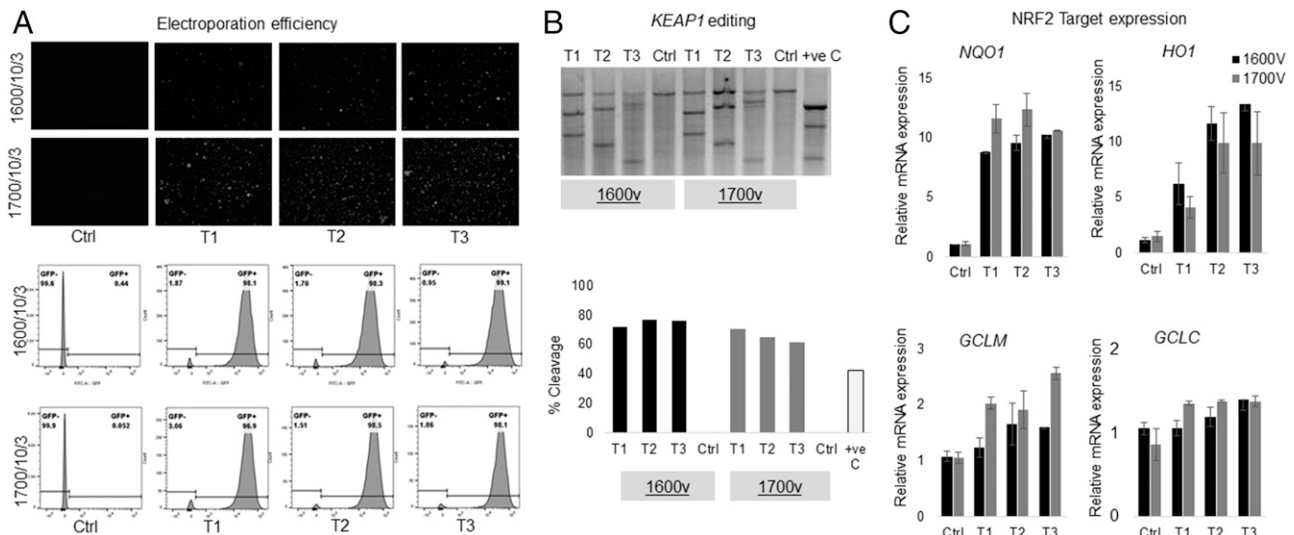 A
Electroporation efficiency
1600/10/3
1700/10/3
Ctrl T1 T2 T3
1600/10/3
GFP- GFP+
99.6 0.44
GFP- GFP+
1.87 98.1
GFP- GFP+
1.70 98.3
GFP- GFP+
0.95 99.1
FITC-A :: GFP
FITC-A :: GFP
FITC-A :: GFP
FITC-A :: GFP
1700/10/3
GFP- GFP+
99.9 0.052
GFP- GFP+
3.06 96.9
GFP- GFP+
1.51 98.5
GFP- GFP+
1.86 98.1
Ctrl T1 T2 T3
B
KEAP1 editing
T1 T2 T3 Ctrl T1 T2 T3 Ctrl +ve C
1600v 1700v
% Cleavage
100
80
60
40
20
0
T1 T2 T3 Ctrl T1 T2 T3 Ctrl +ve
C
1600v 1700v
C
NRF2 Target expression
NQO1
Relative mRNA expression
15
10
5
0
Ctrl T1 T2 T3
HO1
1600V
1700V
Relative mRNA expression
15
10
5
0
Ctrl T1 T2 T3
GCLM
Relative mRNA expression
3
2
1
0
Ctrl T1 T2 T3
GCLC
Relative mRNA expression
2
1
0
Ctrl T1 T2 T3